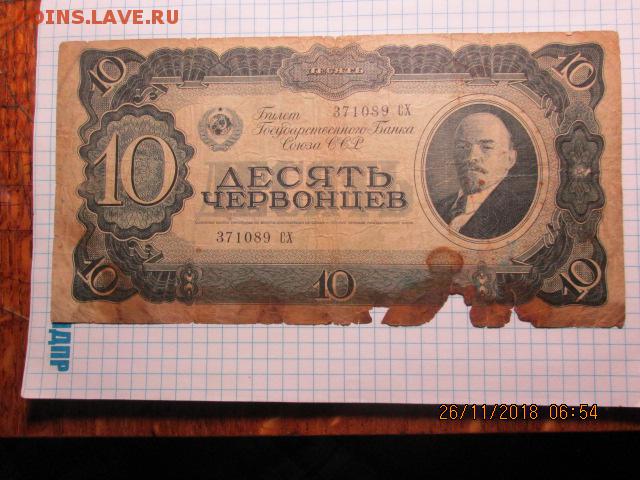 COINS.LAVE.RU
10
10
ДЕСЯТЬ
Билет 371089 СХ
Государственного Банка
Союза ССР
10
ДЕСЯТЬ
ЧЕРВОНЦЕВ
371089 СХ
10
10
10
26/11/2018 06:54